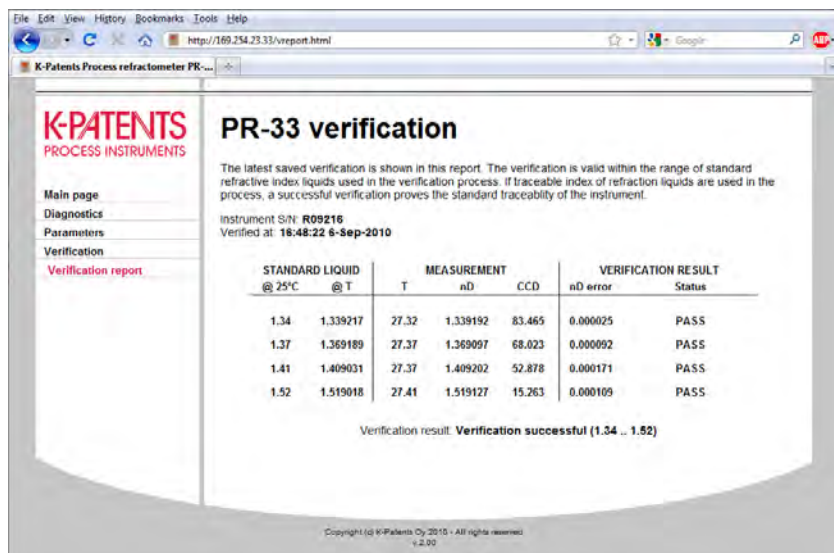 File Edit View History Bookmarks Tools Help
http://169.254.23.33/vreport.html
Google
ABP
K-Patents Process refractometer PR-...
K-PATENTS
PROCESS INSTRUMENTS
Main page
Diagnostics
Parameters
Verification
Verification report
PR-33 verification
The latest saved verification is shown in this report. The verification is valid within the range of standard
refractive index liquids used in the verification process. If traceable index of refraction liquids are used in the
process, a successful verification proves the standard traceablity of the instrument.
Instrument S/N: R09216
Verified at: 16:48:22 6-Sep-2010
STANDARD LIQUID MEASUREMENT VERIFICATION RESULT
@ 25°C @ T T nD CCD nD error Status
1.34 1.339217 27.32 1.339192 83.465 0.000025 PASS
1.37 1.369189 27.37 1.369097 68.023 0.000092 PASS
1.41 1.409031 27.37 1.409202 52.878 0.000171 PASS
1.52 1.519018 27.41 1.519127 15.263 0.000109 PASS
Verification result: Verification successful (1.34 .. 1.52)
Copyright (c) K-Patents Oy 2010 - All rights reserved.
v.2.00